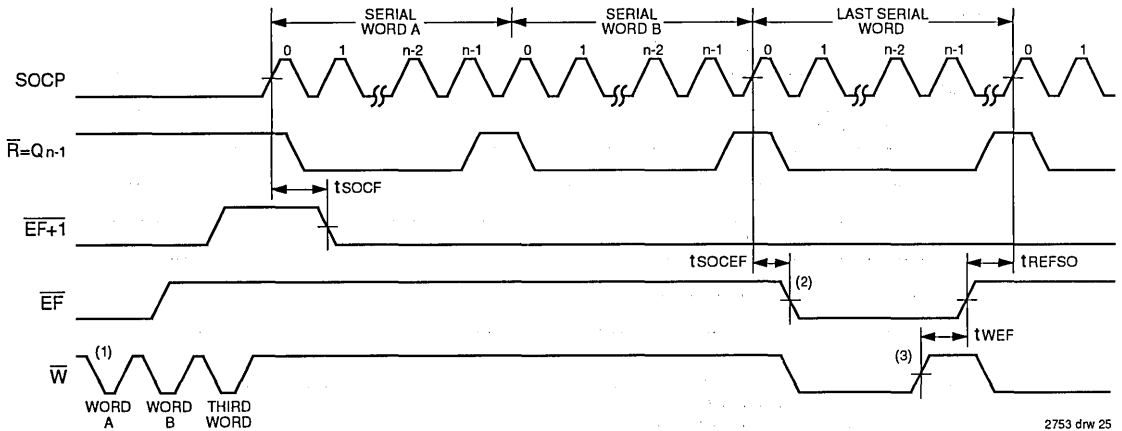 SERIAL WORD A
SERIAL WORD B
LAST SERIAL WORD
0 1 n-2 n-1 0 1 n-2 n-1 0 1 n-2 n-1 0 1
SOCP
R̅=Qn-1
tSOCF
E̅F̅+̅1̅
tSOCEF
tREFSO
E̅F̅
(2)
tWEF
W̅
(1)
(3)
WORD A
WORD B
THIRD WORD
2753 drw 25